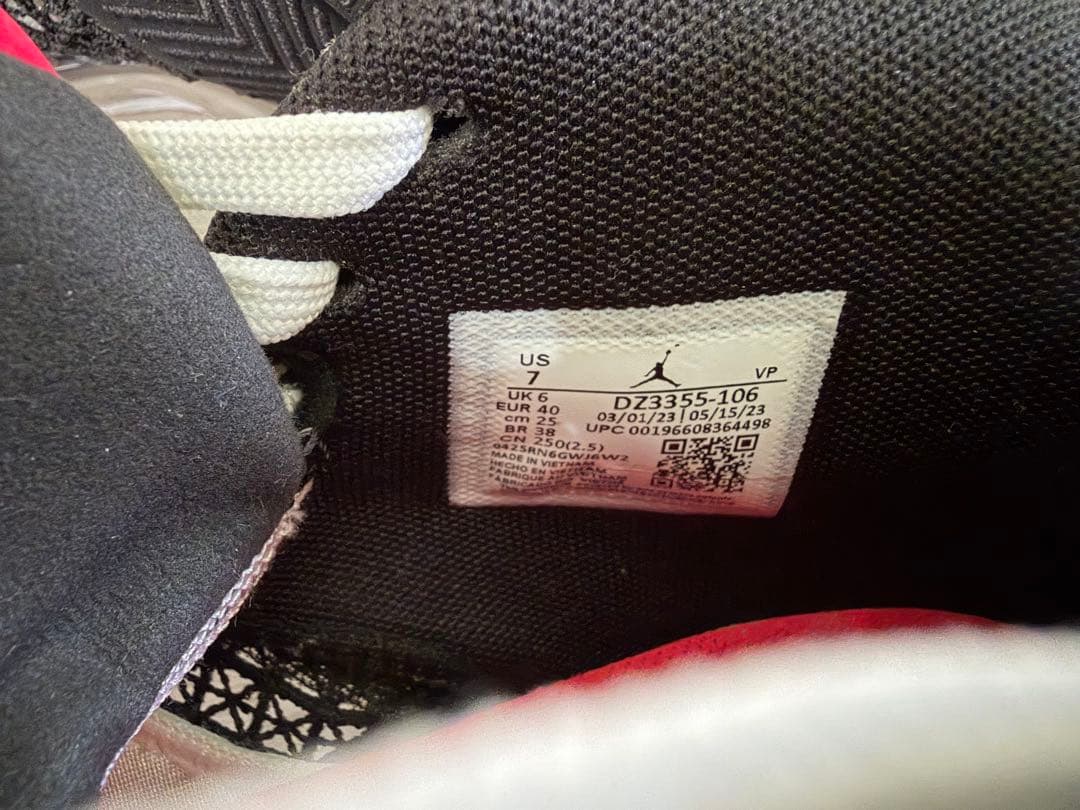 US
7
VP
UK 6
DZ3355-106
EUR 40
03/01/23 | 05/15/23
cm 25
UPC 00196608364498
BR 38
CN 250(2.5)
MADE IN VIETNAM
HECHO EN VIETNAM